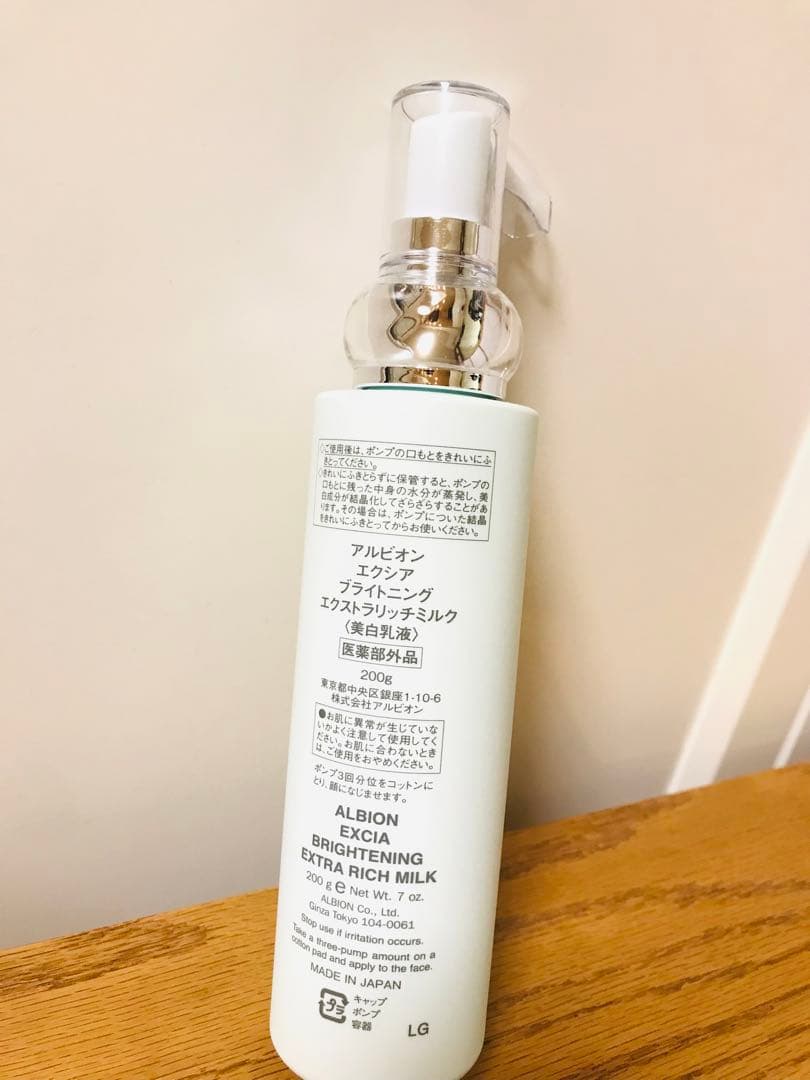 ◇ご使用後は、ポンプの口もとをきれいにふ
きとってください。
◇きれいにふきとらずに保管すると、ポンプの
口もとに残った中身の水分が蒸発し、美
白成分が結晶化してざらざらすることがあ
ります。その場合は、ポンプについた結晶
をきれいにふきとってからお使いください。
アルビオン
エクシア
ブライトニング
エクストラリッチミルク
〈美白乳液〉
医薬部外品
200g
東京都中央区銀座1-10-6
株式会社アルビオン
●お肌に異常が生じていな
いかよく注意して使用してく
ださい。お肌に合わないとき
は、ご使用をおやめください。
ポンプ3回分位をコットンに
とり、顔になじませます。
ALBION
EXCIA
BRIGHTENING
EXTRA RICH MILK
200 g e Net Wt. 7 oz.
ALBION Co., Ltd.
Ginza Tokyo 104-0061
Stop use if irritation occurs.
Take a three-pump amount on a
cotton pad and apply to the face.
MADE IN JAPAN
プラ
キャップ
ポンプ
容器
LG